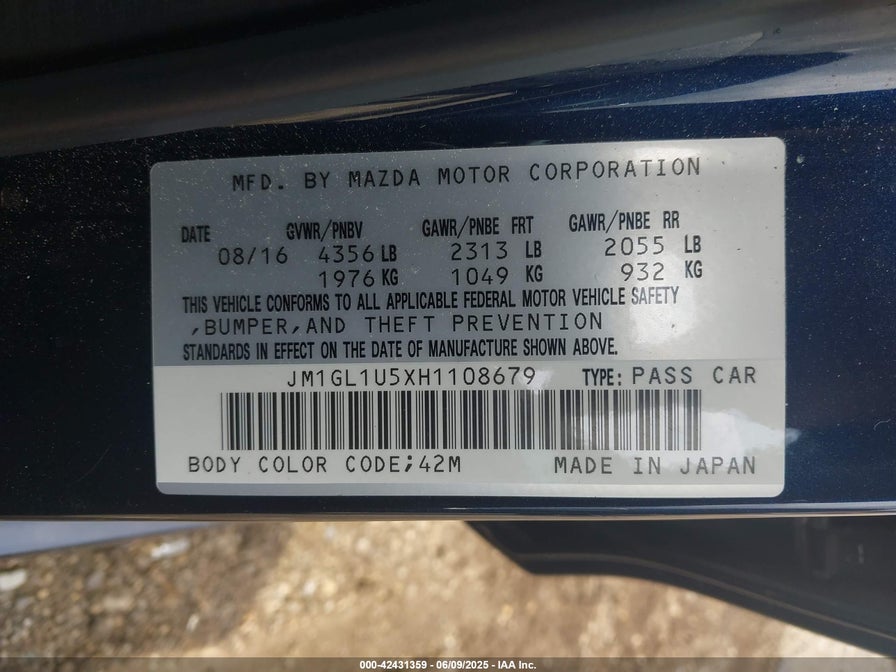 MFD. BY MAZDA MOTOR CORPORATION
DATE GVWR/PNBV GAWR/PNBE FRT GAWR/PNBE RR
08/16 4356 LB 2313 LB 2055 LB
1976 KG 1049 KG 932 KG
THIS VEHICLE CONFORMS TO ALL APPLICABLE FEDERAL MOTOR VEHICLE SAFETY
,BUMPER,AND THEFT PREVENTION
STANDARDS IN EFFECT ON THE DATE OF MANUFACTURE SHOWN ABOVE.
JM1GL1U5XH1108679 TYPE: PASS CAR
BODY COLOR CODE;42M MADE IN JAPAN
000-42431359 - 06/09/2025 - IAA Inc.